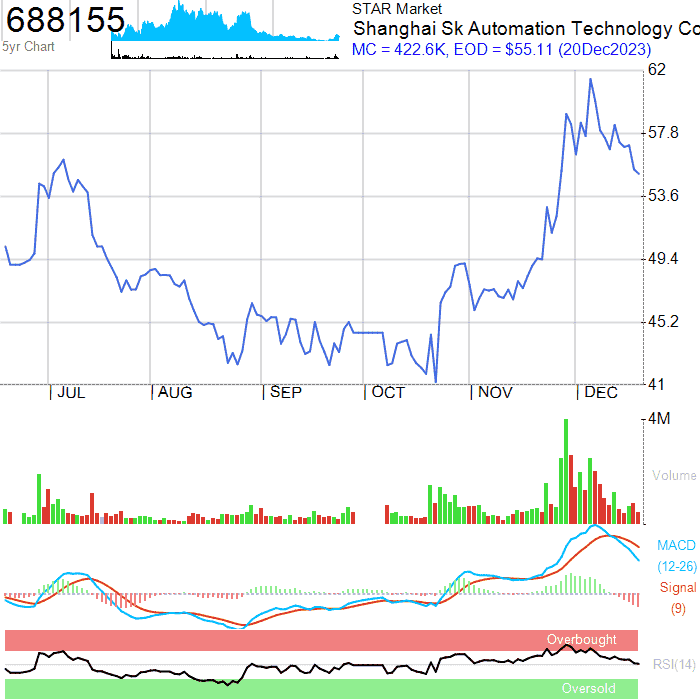 688155
5yr Chart
STAR Market
Shanghai Sk Automation Technology Co
MC = 422.6K, EOD = $55.11 (20Dec2023)
62
57.8
53.6
49.4
45.2
41
JUL AUG SEP OCT NOV DEC
4M
Volume
MACD
(12-26)
Signal
(9)
Overbought
RSI(14)
Oversold